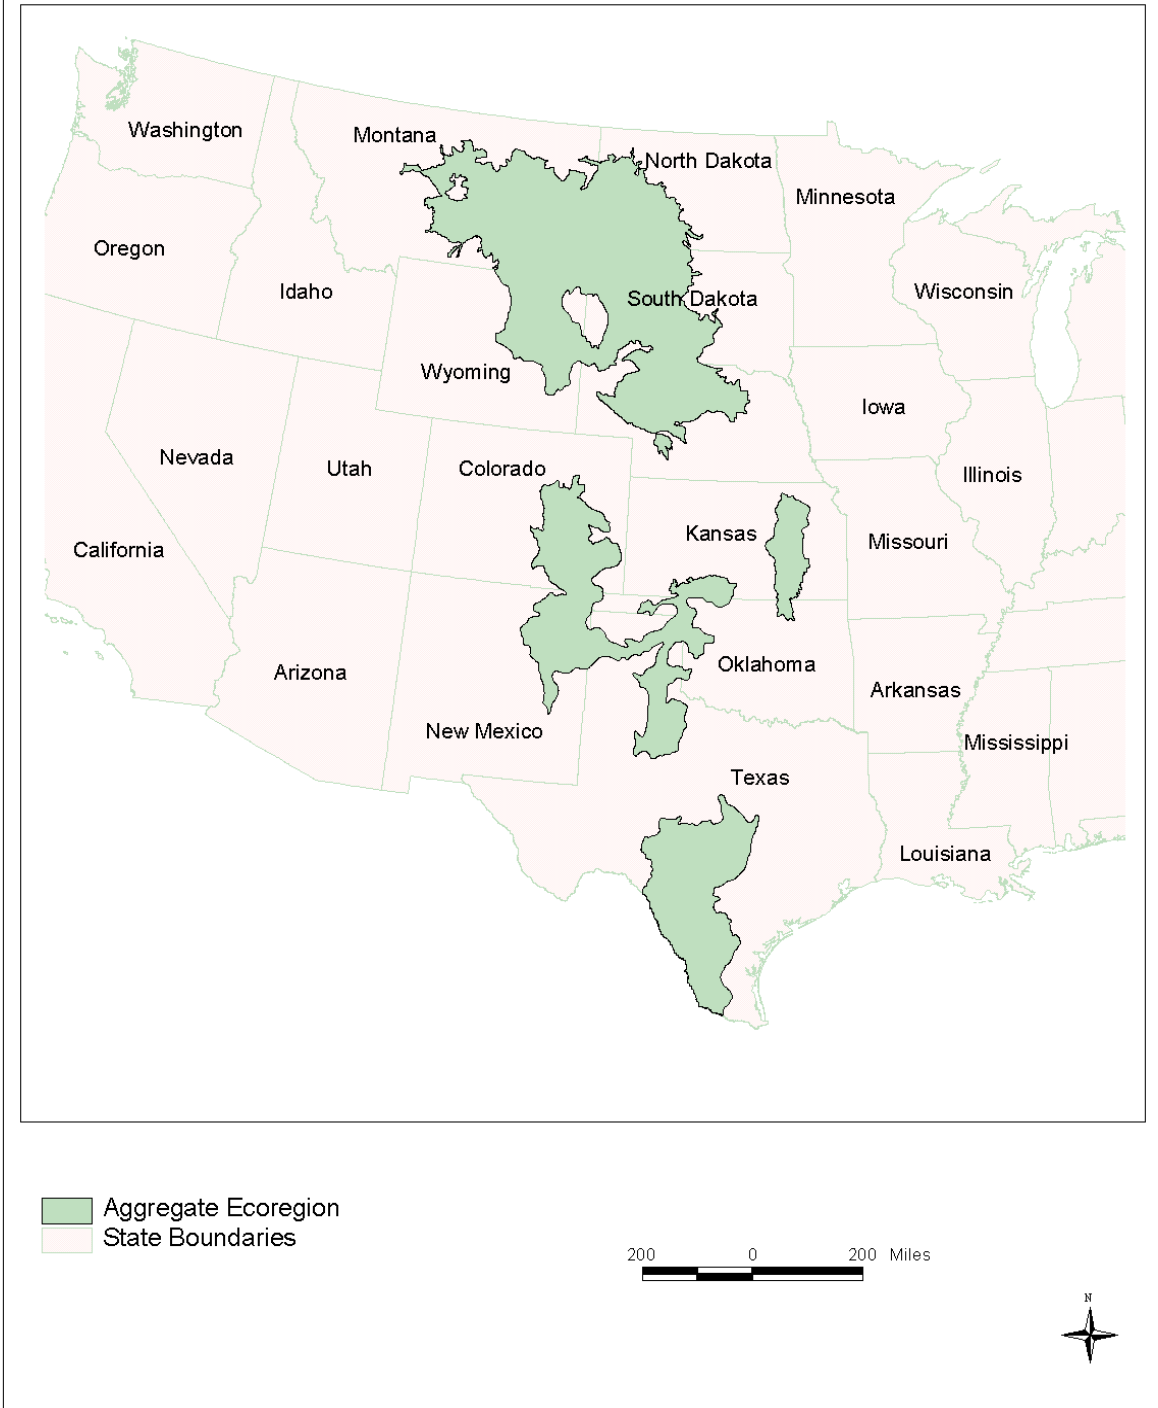 Washington
Montana
North Dakota
Minnesota
Oregon
Idaho
South Dakota
Wisconsin
Wyoming
Iowa
Nevada
Utah
Colorado
Illinois
California
Kansas
Missouri
Arizona
Oklahoma
Arkansas
New Mexico
Mississippi
Texas
Louisiana
Aggregate Ecoregion
State Boundaries
200 0 200 Miles
N